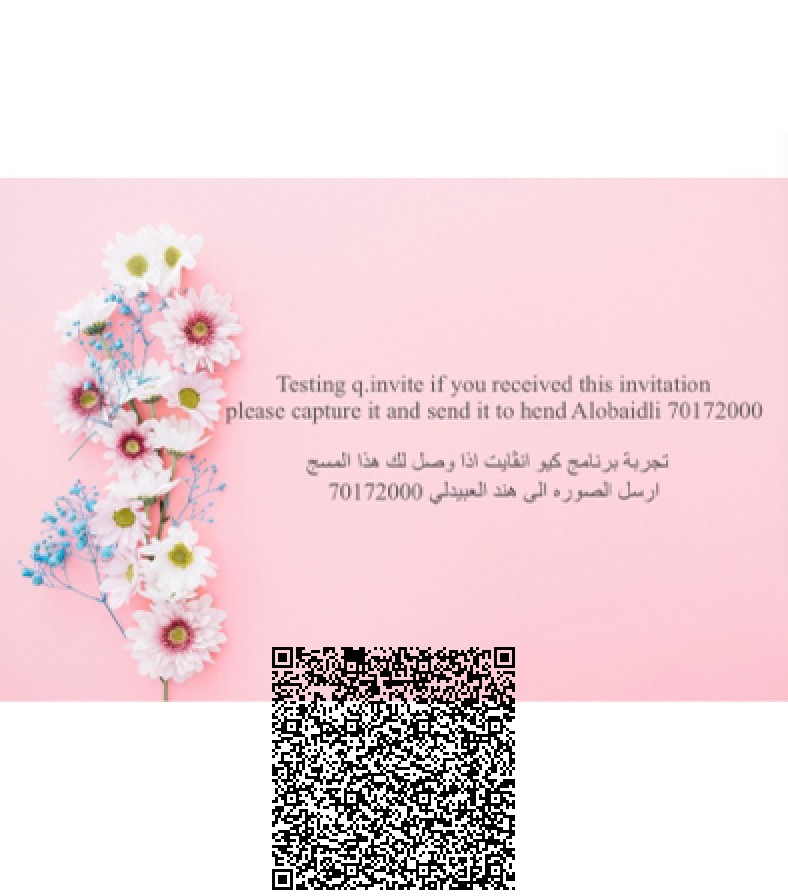 Testing q.invite if you received this invitation
please capture it and send it to hend Alobaidli 70172000
تجربة برنامج كيو انڤايت اذا وصل لك هذا المسج
ارسل الصوره الى هند العبيدلي 70172000